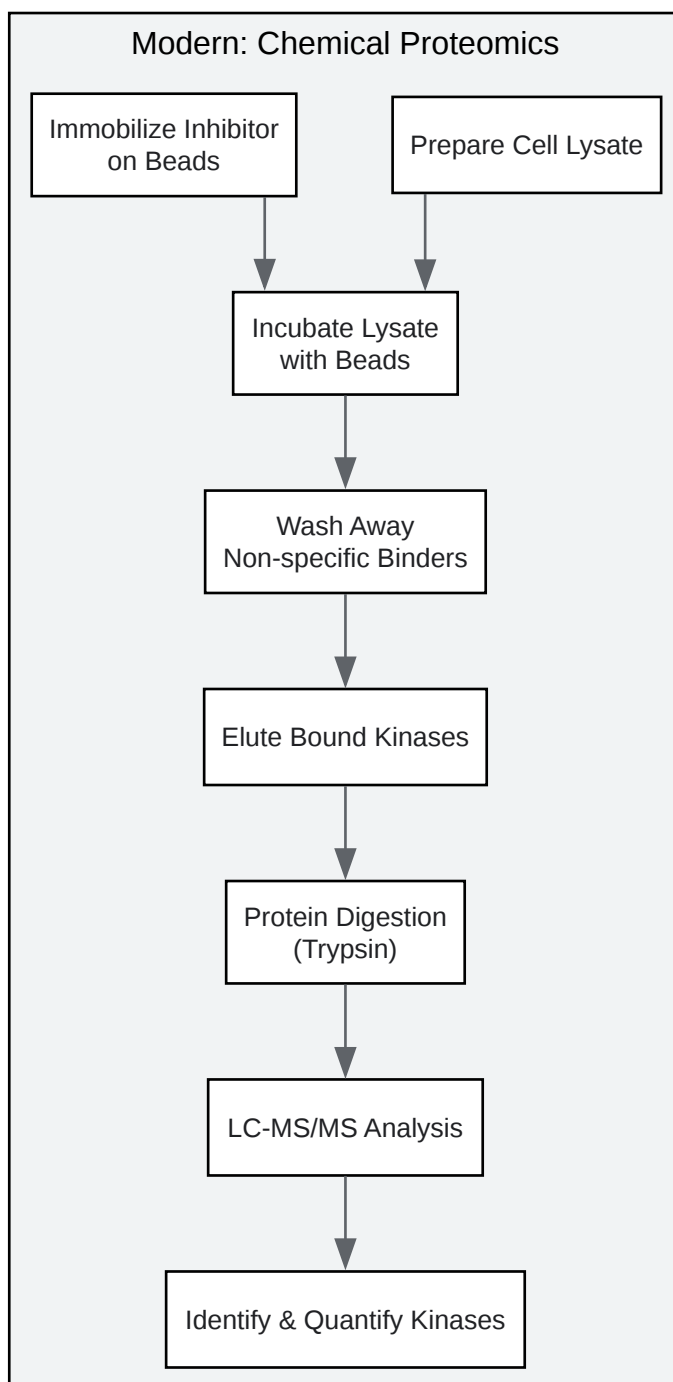 Modern: Chemical Proteomics
Immobilize Inhibitor
on Beads
Prepare Cell Lysate
Incubate Lysate
with Beads
Wash Away
Non-specific Binders
Elute Bound Kinases
Protein Digestion
(Trypsin)
LC-MS/MS Analysis
Identify & Quantify Kinases